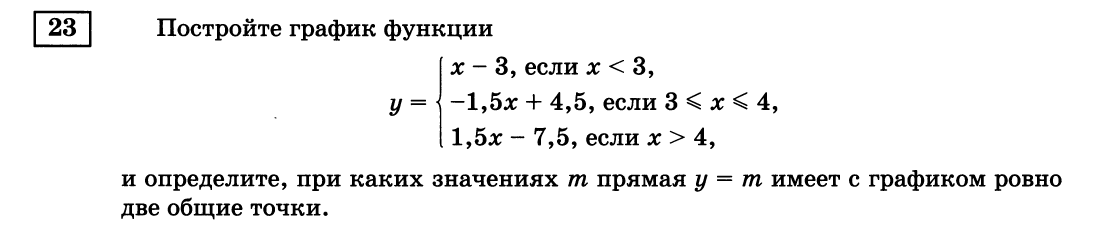 23 Постройте график функции
x − 3, если x < 3,
y = { −1,5x + 4,5, если 3 ⩽ x ⩽ 4,
1,5x − 7,5, если x > 4,
и определите, при каких значениях m прямая y = m имеет с графиком ровно
две общие точки.